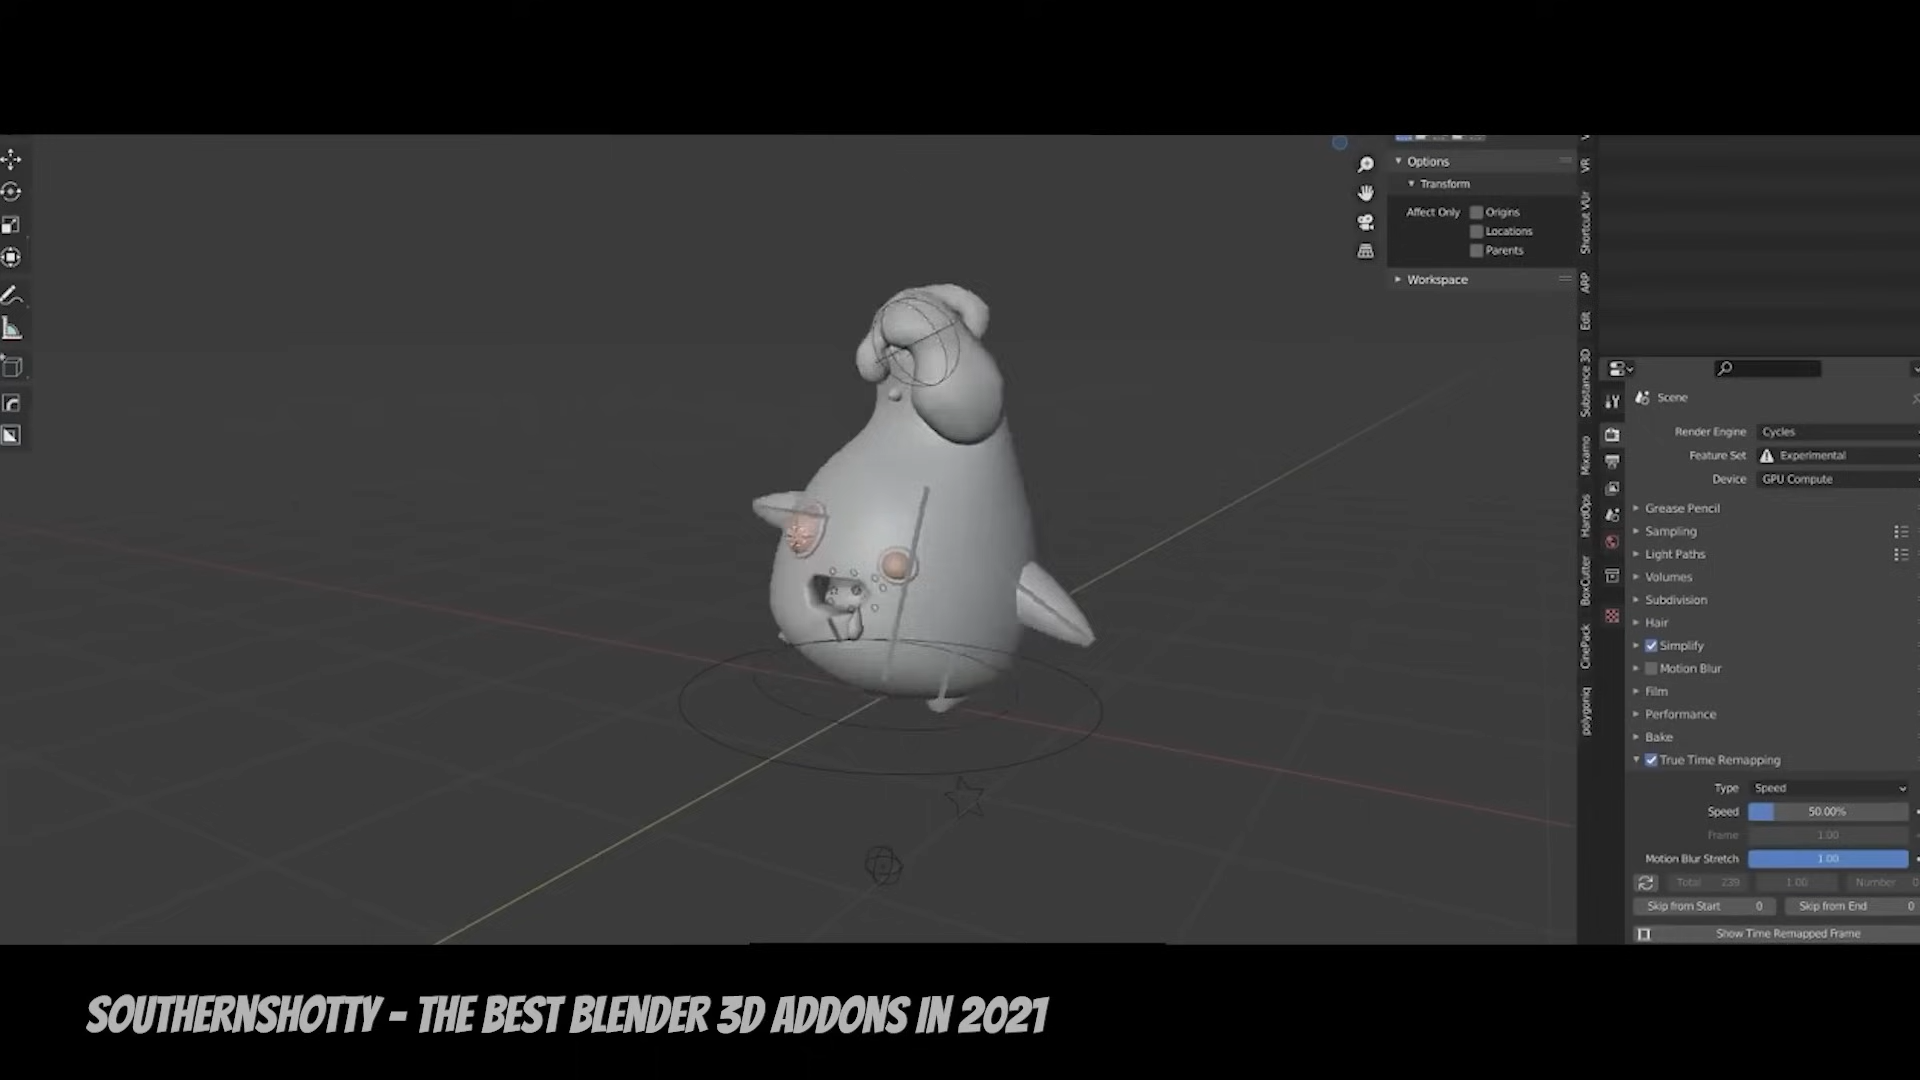 Options
Transform
Affect Only Origins
Locations
Parents
Workspace
VR
Shortcut VUr
ARP
Edit
Substance 3D
Mixamo
HardOps
BoxCutter
CinePack
polygoniq
Scene
Render Engine Cycles
Feature Set Experimental
Device GPU Compute
Grease Pencil
Sampling
Light Paths
Volumes
Subdivision
Hair
Simplify
Motion Blur
Film
Performance
Bake
True Time Remapping
Type Speed
Speed 50.00%
Frame 1.00
Motion Blur Stretch 1.00
Total 239 1.00 Number 0
Skip from Start 0 Skip from End 0
Show Time Remapped Frame
SOUTHERNSHOTTY - THE BEST BLENDER 3D ADDONS IN 2021